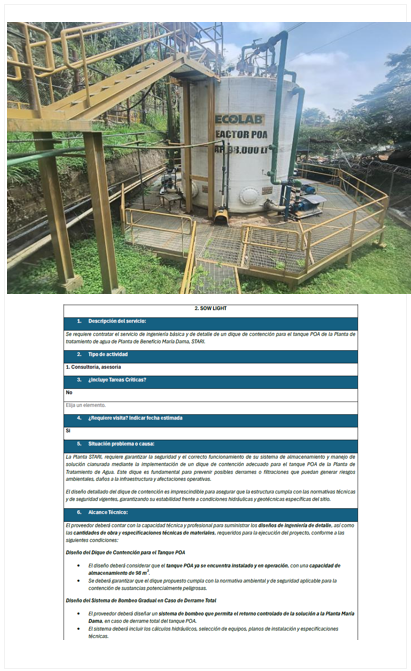 ECOLAB
REACTOR POA
2. SOW LIGHT
1. Descripción del servicio:
Se requiere contratar el servicio de ingeniería básica y de detalle de un dique de contención para el tanque POA de la Planta de
tratamiento de agua de Planta de Beneficio María Dama, STARI.
2. Tipo de actividad
1. Consultoría, asesoría
3. ¿Incluye Tareas Críticas?
No
Elija un elemento.
4. ¿Requiere visita? Indicar fecha estimada
Si
5. Situación problema o causa:
La Planta STARI, requiere garantizar la seguridad y el correcto funcionamiento de su sistema de almacenamiento y manejo de
solución cianurada mediante la implementación de un dique de contención adecuado para el tanque POA de la Planta de
Tratamiento de Agua. Este dique es fundamental para prevenir posibles derrames o filtraciones que puedan generar riesgos
ambientales, daños a la infraestructura y afectaciones operativas.
El diseño detallado del dique de contención es imprescindible para asegurar que la estructura cumpla con las normativas técnicas
y de seguridad vigentes, garantizando su estabilidad frente a condiciones hidráulicas y geotécnicas específicas del sitio.
6. Alcance Técnico:
El proveedor deberá contar con la capacidad técnica y profesional para suministrar los diseños de ingeniería de detalle, así como
las cantidades de obra y especificaciones técnicas de materiales, requeridos para la ejecución del proyecto, conforme a las
siguientes condiciones:
Diseño del Dique de Contención para el Tanque POA
• El diseño deberá considerar que el tanque POA ya se encuentra instalado y en operación, con una capacidad de
almacenamiento de 98 m³.
• Se deberá garantizar que el dique propuesto cumpla con la normativa ambiental y de seguridad aplicable para la
contención de sustancias potencialmente peligrosas.
Diseño del Sistema de Bombeo Gradual en Caso de Derrame Total
• El proveedor deberá diseñar un sistema de bombeo que permita el retorno controlado de la solución a la Planta María
Dama, en caso de derrame total del tanque POA.
• El sistema deberá incluir los cálculos hidráulicos, selección de equipos, planos de instalación y especificaciones
técnicas.